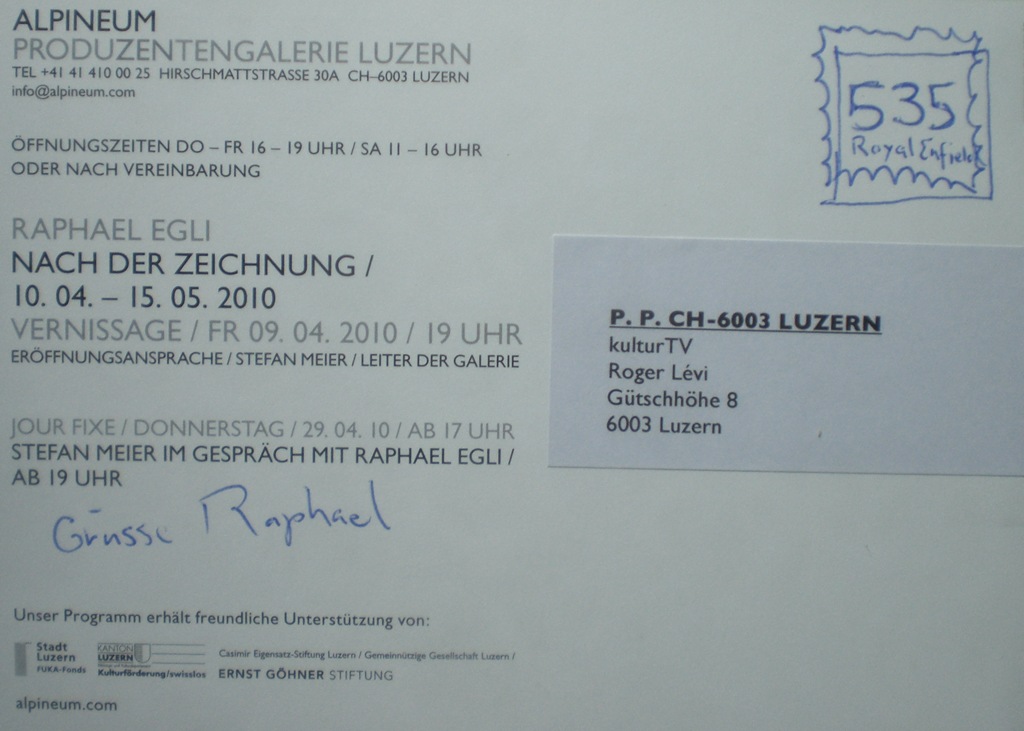 ALPINEUM
PRODUZENTENGALERIE LUZERN
TEL +41 41 410 00 25 HIRSCHMATTSTRASSE 30A CH–6003 LUZERN
info@alpineum.com
ÖFFNUNGSZEITEN DO – FR 16 – 19 UHR / SA 11 – 16 UHR
ODER NACH VEREINBARUNG
RAPHAEL EGLI
NACH DER ZEICHNUNG /
10. 04. – 15. 05. 2010
VERNISSAGE / FR 09. 04. 2010 / 19 UHR
ERÖFFNUNGSANSPRACHE / STEFAN MEIER / LEITER DER GALERIE
JOUR FIXE / DONNERSTAG / 29. 04. 10 / AB 17 UHR
STEFAN MEIER IM GESPRÄCH MIT RAPHAEL EGLI /
AB 19 UHR
Grüsse Raphael
Unser Programm erhält freundliche Unterstützung von:
Stadt
Luzern
FUKA-Fonds
KANTON
LUZERN
Kulturförderung/swisslos
Casimir Eigensatz-Stiftung Luzern / Gemeinnützige Gesellschaft Luzern /
ERNST GÖHNER STIFTUNG
alpineum.com
535
Royal Enfield
P. P. CH-6003 LUZERN
kulturTV
Roger Lévi
Gütschhöhe 8
6003 Luzern